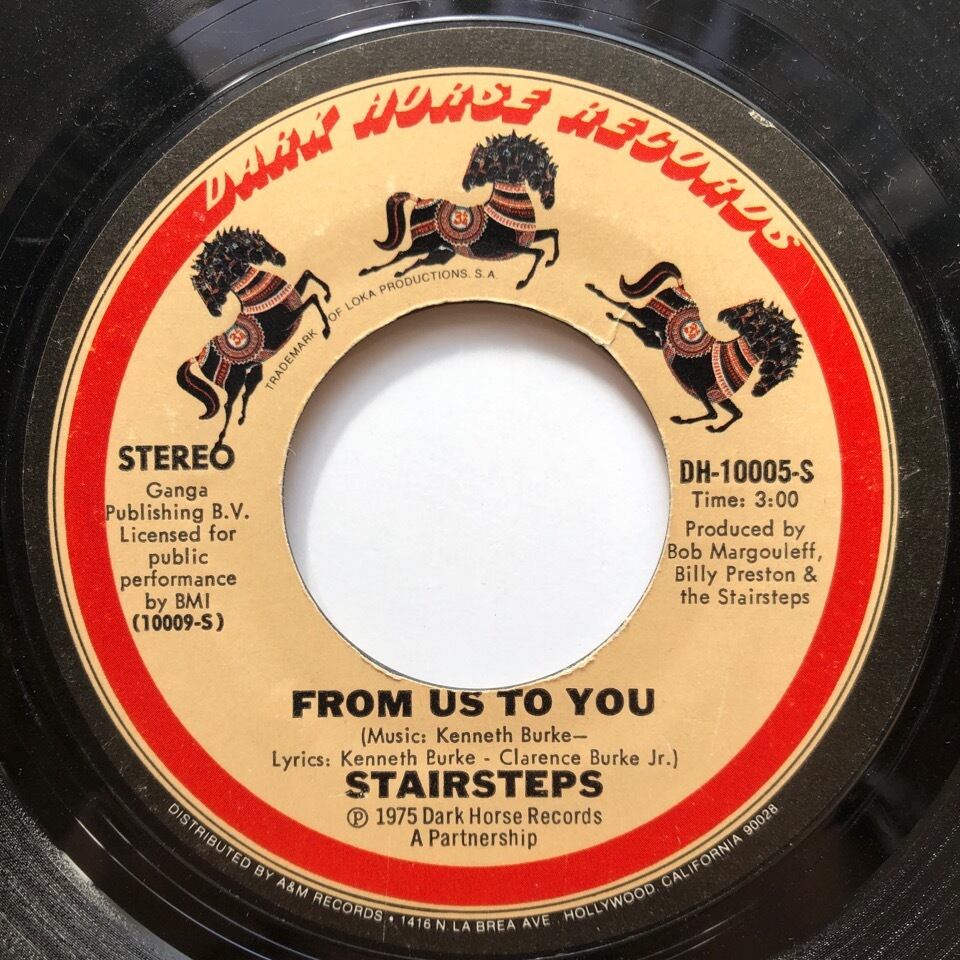 DARK HORSE RECORDS
TRADEMARK OF LOKA PRODUCTIONS. S.A.
STEREO
Ganga
Publishing B.V.
Licensed for
public
performance
by BMI
(10009-S)
DH-10005-S
Time: 3:00
Produced by
Bob Margouleff,
Billy Preston &
the Stairsteps
FROM US TO YOU
(Music: Kenneth Burke—
Lyrics: Kenneth Burke - Clarence Burke Jr.)
STAIRSTEPS
℗ 1975 Dark Horse Records
A Partnership
DISTRIBUTED BY A&M RECORDS • 1416 N. LA BREA AVE. HOLLYWOOD. CALIFORNIA 90028